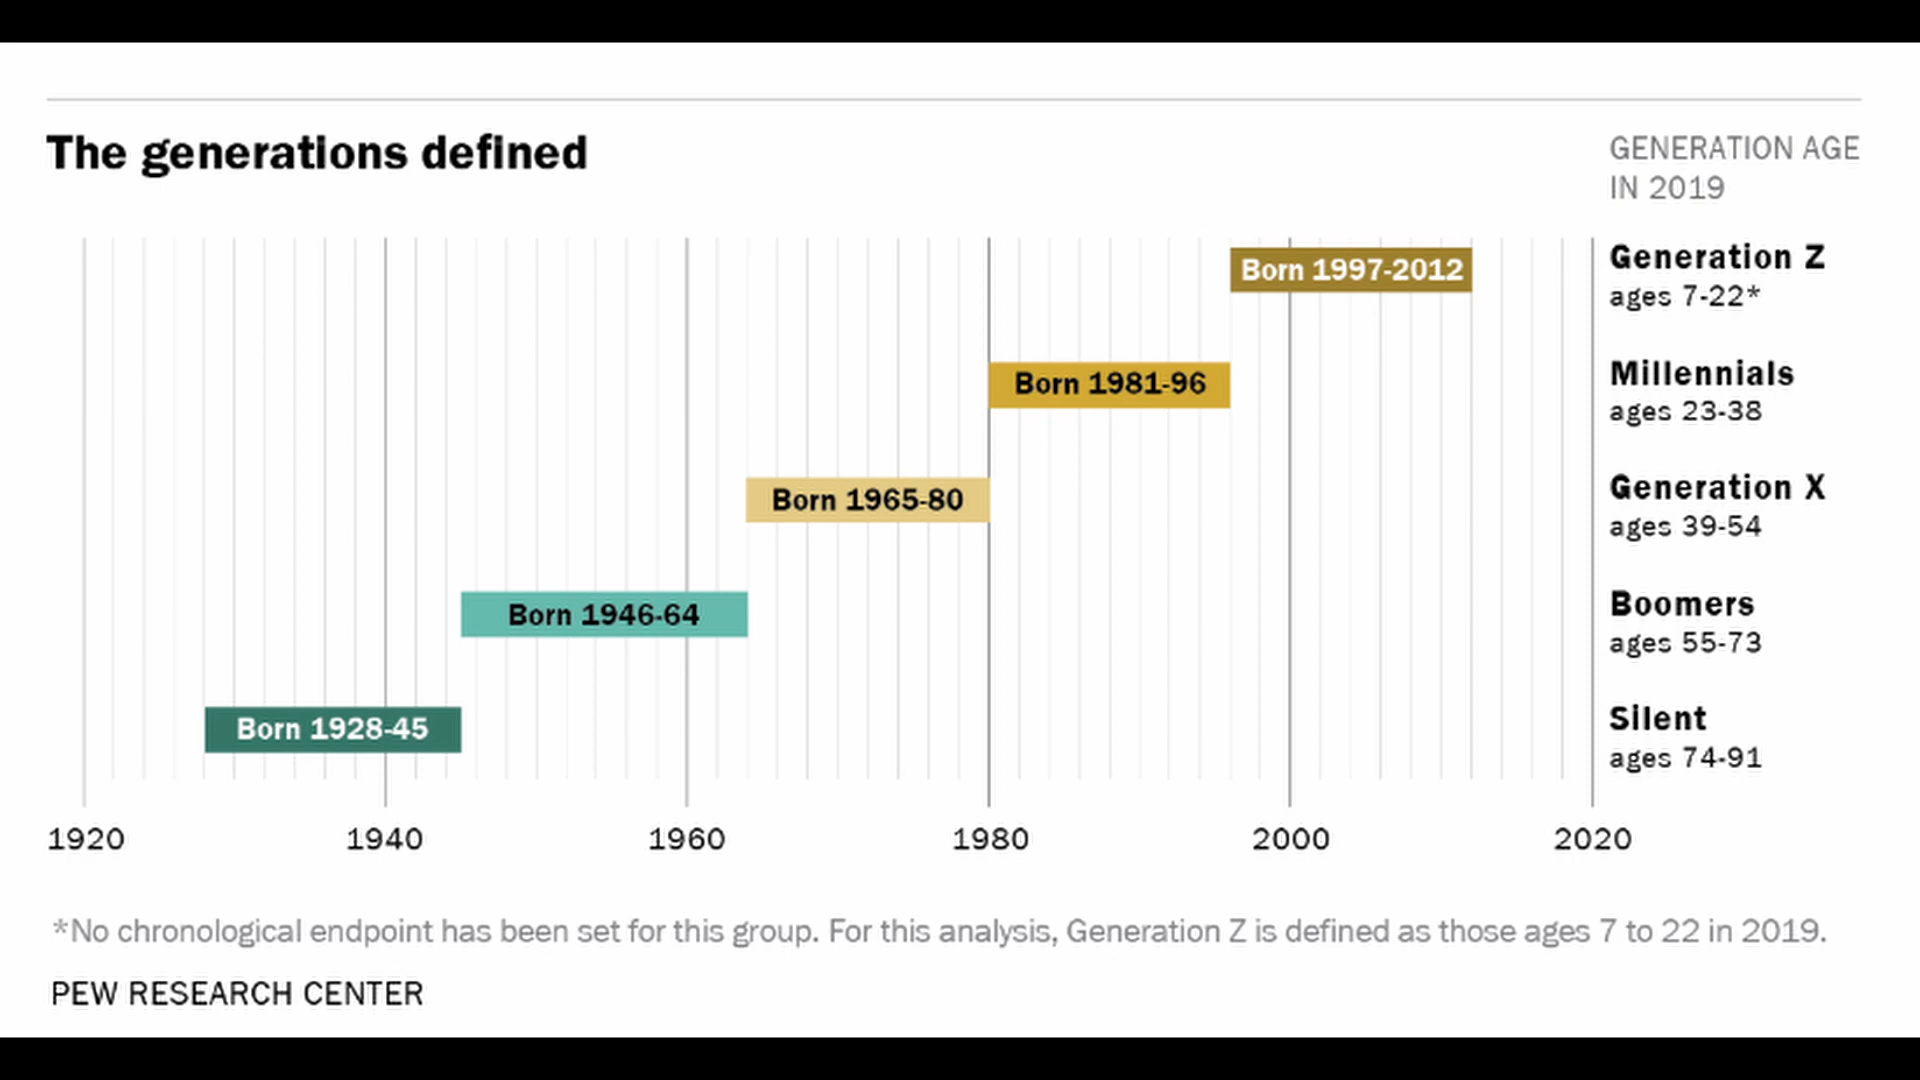 The generations defined
GENERATION AGE
IN 2019
Born 1997-2012
Generation Z
ages 7-22*
Born 1981-96
Millennials
ages 23-38
Born 1965-80
Generation X
ages 39-54
Born 1946-64
Boomers
ages 55-73
Born 1928-45
Silent
ages 74-91
1920 1940 1960 1980 2000 2020
*No chronological endpoint has been set for this group. For this analysis, Generation Z is defined as those ages 7 to 22 in 2019.
PEW RESEARCH CENTER